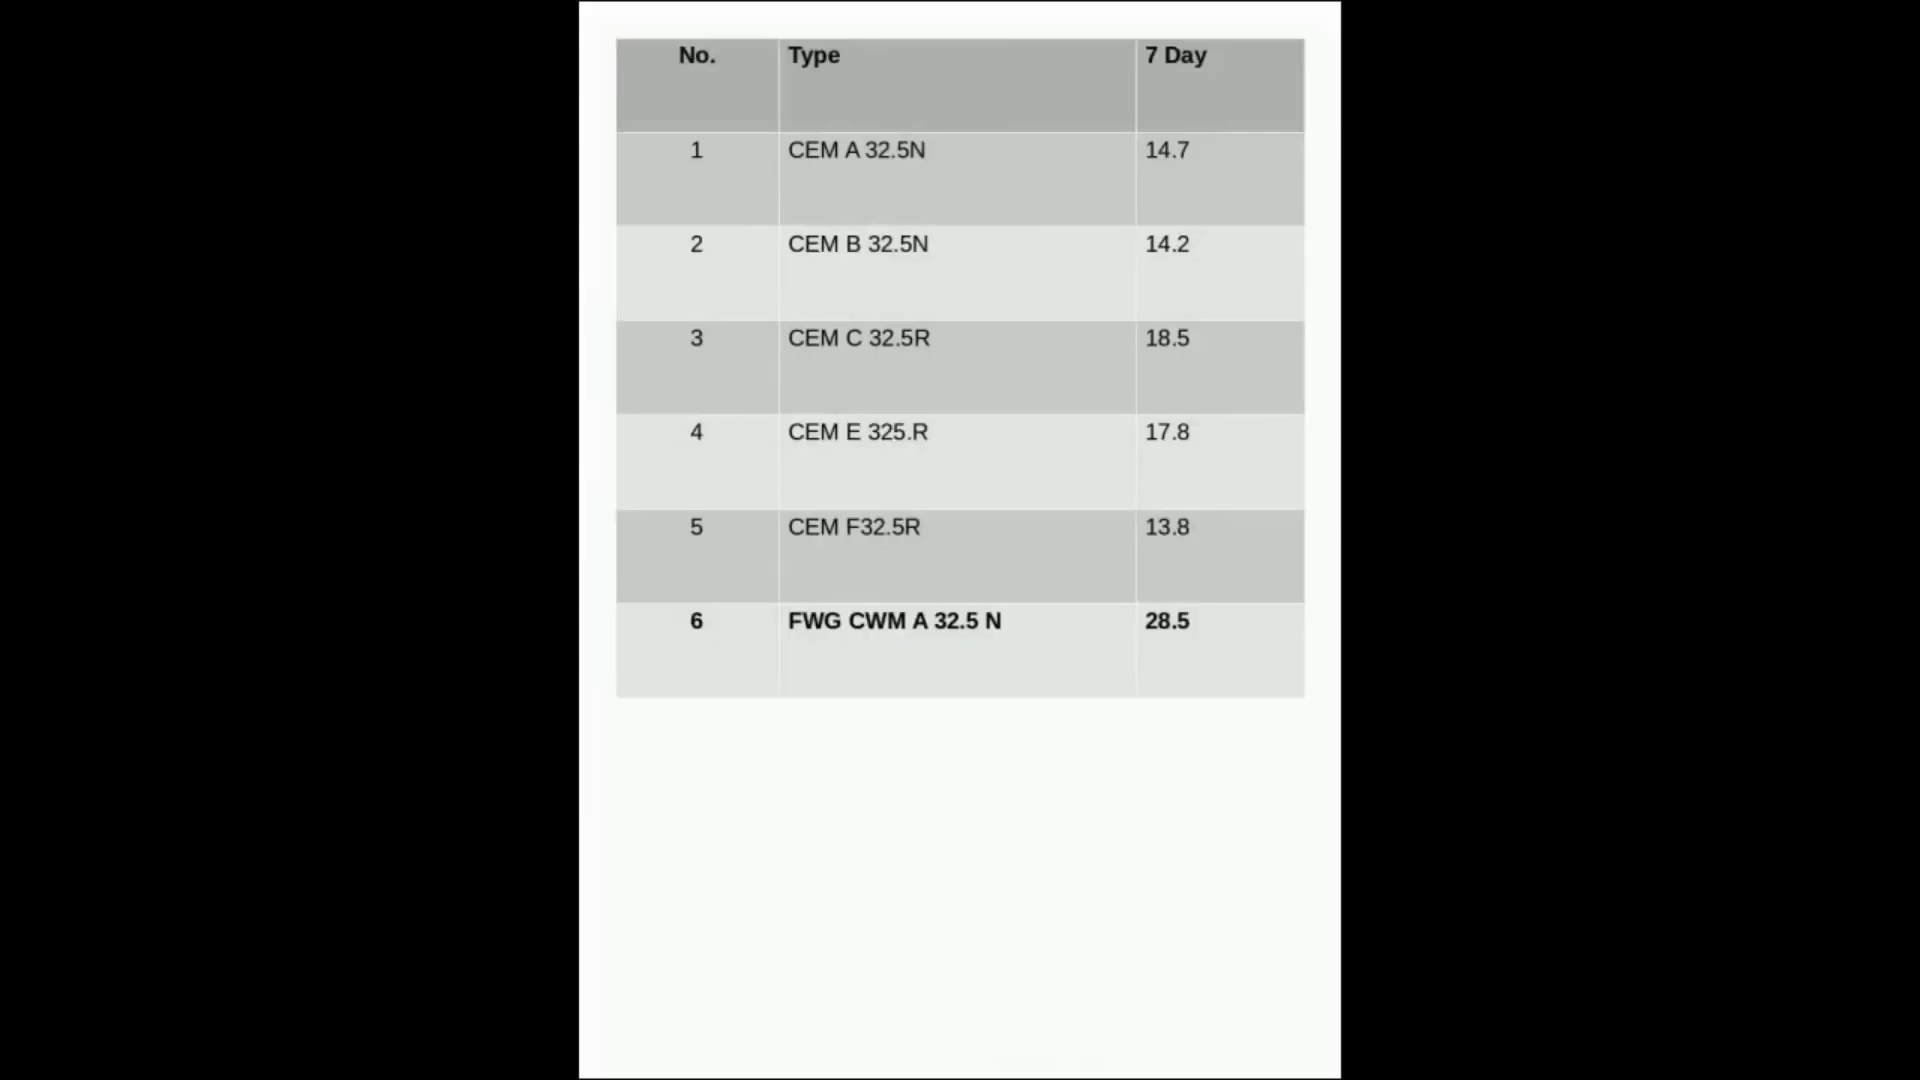 No. Type 7 Day
1 CEM A 32.5N 14.7
2 CEM B 32.5N 14.2
3 CEM C 32.5R 18.5
4 CEM E 325.R 17.8
5 CEM F32.5R 13.8
6 FWG CWM A 32.5 N 28.5